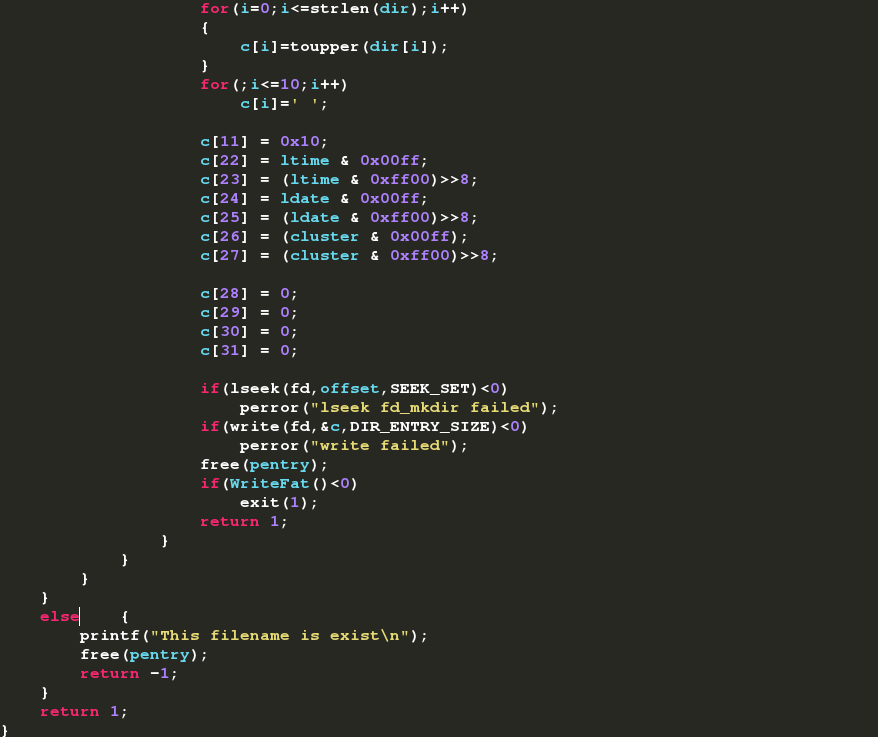 for(i=0;i<=strlen(dir);i++)
{
c[i]=toupper(dir[i]);
}
for(;i<=10;i++)
c[i]=' ';
c[11] = 0x10;
c[22] = ltime & 0x00ff;
c[23] = (ltime & 0xff00)>>8;
c[24] = ldate & 0x00ff;
c[25] = (ldate & 0xff00)>>8;
c[26] = (cluster & 0x00ff);
c[27] = (cluster & 0xff00)>>8;
c[28] = 0;
c[29] = 0;
c[30] = 0;
c[31] = 0;
if(lseek(fd,offset,SEEK_SET)<0)
perror("lseek fd_mkdir failed");
if(write(fd,&c,DIR_ENTRY_SIZE)<0)
perror("write failed");
free(pentry);
if(WriteFat()<0)
exit(1);
return 1;
}
}
}
}
else    {
printf("This filename is exist\n");
free(pentry);
return -1;
}
return 1;
}